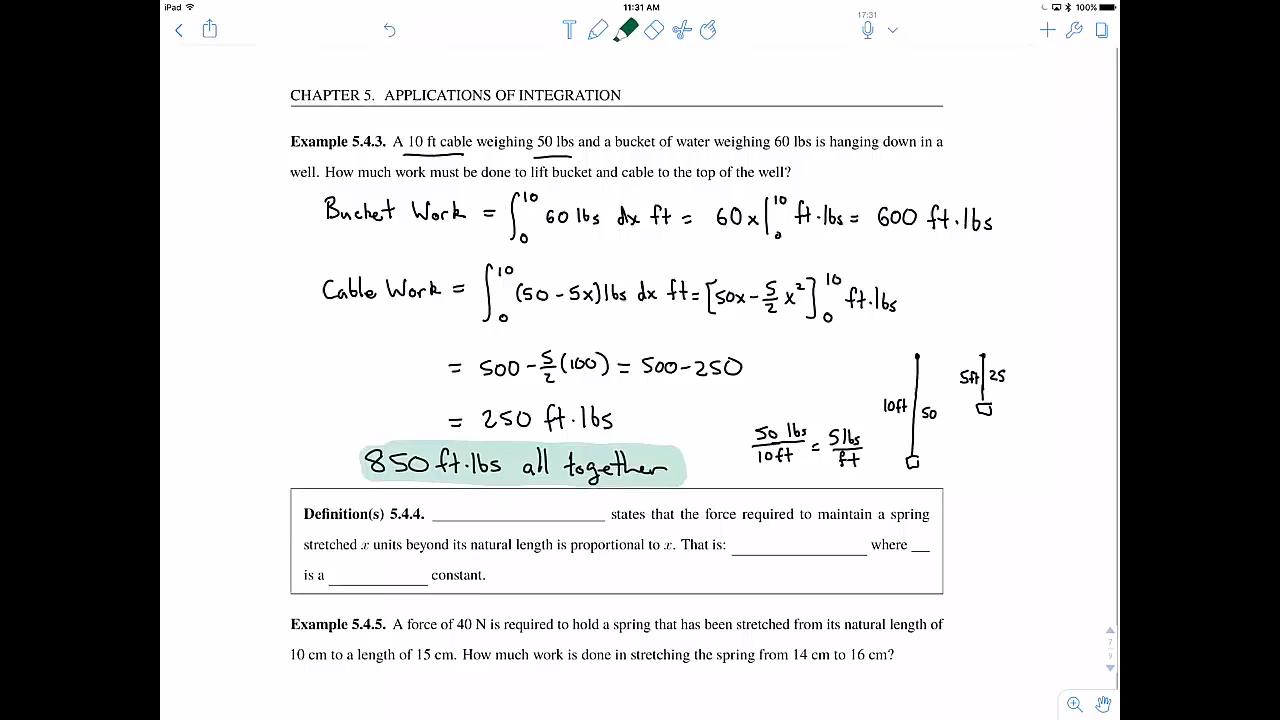 iPad 11:31 AM 100%
17:31
T
CHAPTER 5. APPLICATIONS OF INTEGRATION
Example 5.4.3. A 10 ft cable weighing 50 lbs and a bucket of water weighing 60 lbs is hanging down in a
well. How much work must be done to lift bucket and cable to the top of the well?
Bucket Work = ∫₀¹⁰ 60 lbs dx ft = 60x|₀¹⁰ ft·lbs = 600 ft·lbs
Cable Work = ∫₀¹⁰ (50 - 5x) lbs dx ft = [50x - 5/2 x²]₀¹⁰ ft·lbs
= 500 - 5/2 (100) = 500 - 250
5ft 25
10ft 50
= 250 ft·lbs
50 lbs/10ft = 5 lbs/ft
850 ft·lbs all together
Definition(s) 5.4.4. ____________ states that the force required to maintain a spring
stretched x units beyond its natural length is proportional to x. That is: ____________ where __
is a ________ constant.
Example 5.4.5. A force of 40 N is required to hold a spring that has been stretched from its natural length of
10 cm to a length of 15 cm. How much work is done in stretching the spring from 14 cm to 16 cm?
7
9